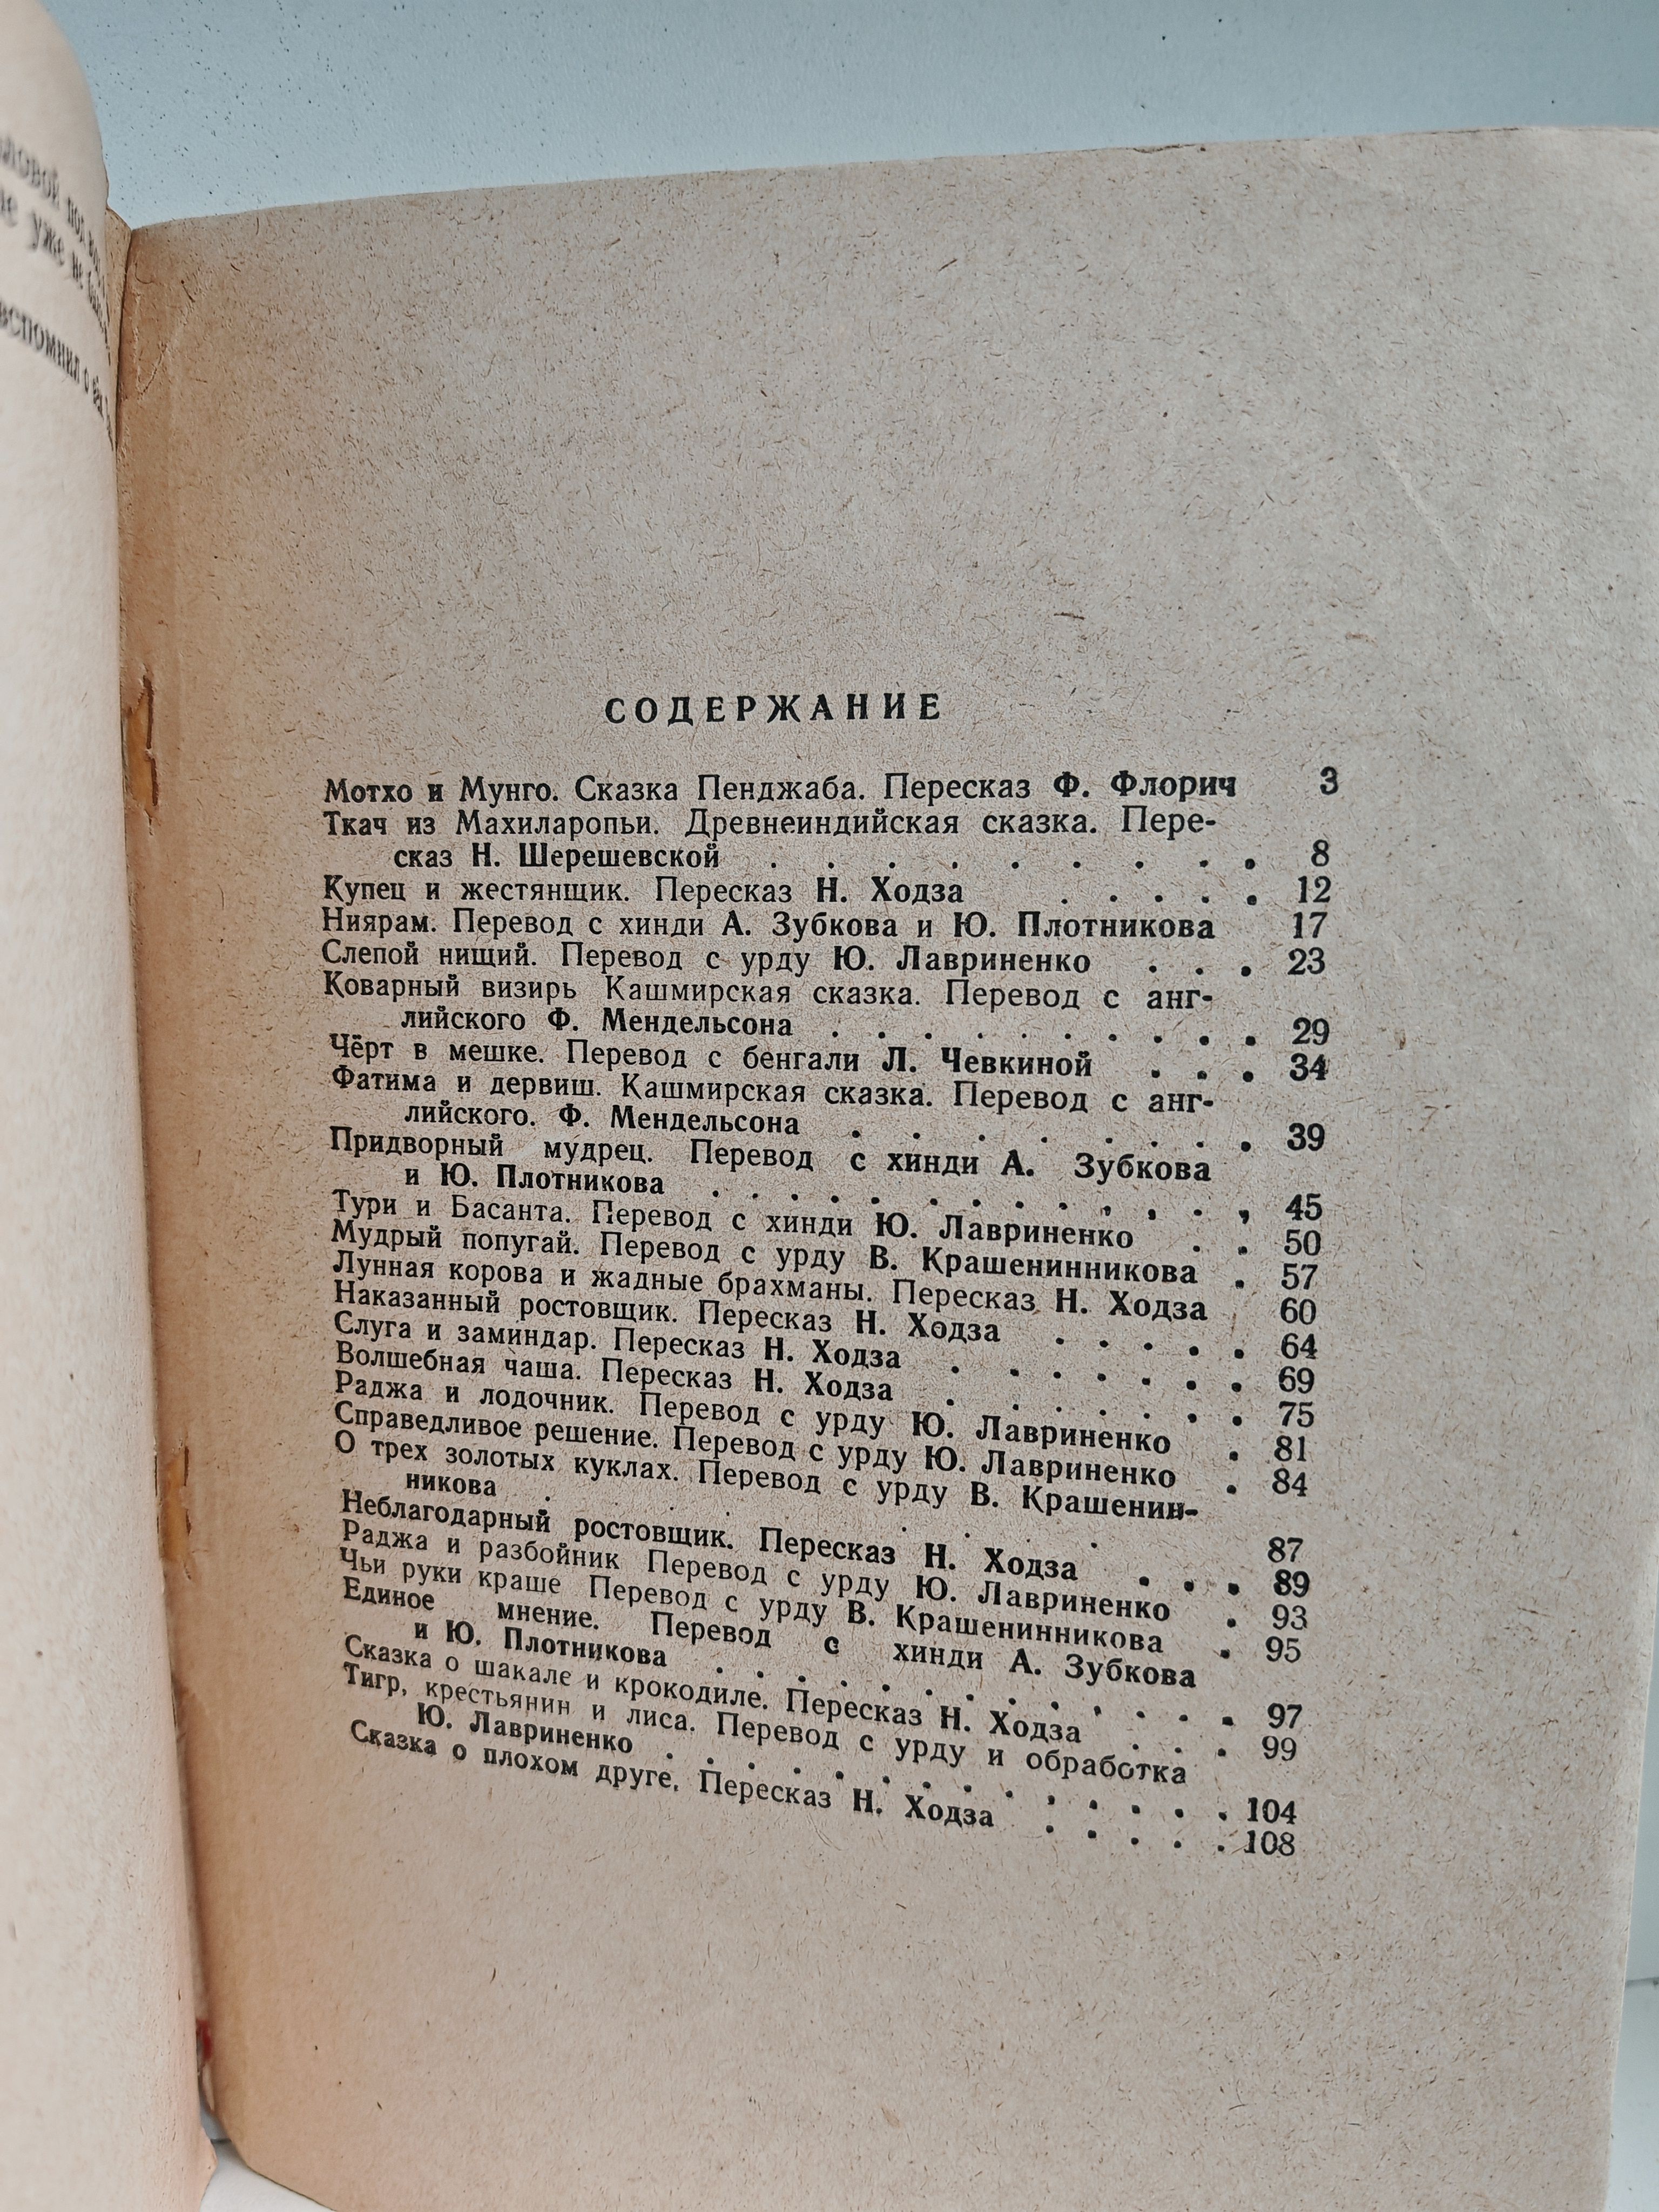 уже не
вспомнил о
СОДЕРЖАНИЕ
Мотхо и Мунго. Сказка Пенджаба. Пересказ Ф. Флорич 3
Ткач из Махиларопьи. Древнеиндийская сказка. Пере-
сказ Н. Шерешевской . . . . . . . . . 8
Купец и жестянщик. Пересказ Н. Ходза . . . . . 12
Ниярам. Перевод с хинди А. Зубкова и Ю. Плотникова 17
Слепой нищий. Перевод с урду Ю. Лавриненко . . . 23
Коварный визирь Кашмирская сказка. Перевод с анг-
лийского Ф. Мендельсона . . . . . . . . . 29
Чёрт в мешке. Перевод с бенгали Л. Чевкиной . . . 34
Фатима и дервиш. Кашмирская сказка. Перевод с анг-
лийского. Ф. Мендельсона . . . . . . . . 39
Придворный мудрец. Перевод с хинди А. Зубкова
и Ю. Плотникова . . . . . . . . . . . . , 45
Тури и Басанта. Перевод с хинди Ю. Лавриненко . . 50
Мудрый попугай. Перевод с урду В. Крашенинникова . 57
Лунная корова и жадные брахманы. Пересказ Н. Ходза 60
Наказанный ростовщик. Пересказ Н. Ходза . . . . . 64
Слуга и заминдар. Пересказ Н. Ходза . . . . . . . 69
Волшебная чаша. Пересказ Н. Ходза . . . . . . . 75
Раджа и лодочник. Перевод с урду Ю. Лавриненко . 81
Справедливое решение. Перевод с урду Ю. Лавриненко . 84
О трех золотых куклах. Перевод с урду В. Крашенин-
никова . . . . . 87
Неблагодарный ростовщик. Пересказ Н. Ходза . . . 89
Раджа и разбойник Перевод с урду Ю. Лавриненко . 93
Чьи руки краше Перевод с урду В. Крашенинникова . 95
Единое мнение. Перевод с хинди А. Зубкова
и Ю. Плотникова . . . . . . . . . . . . . 97
Сказка о шакале и крокодиле. Пересказ Н. Ходза . . . 99
Тигр, крестьянин и лиса. Перевод с урду и обработка
Ю. Лавриненко . . . . . . . . . . . . . 104
Сказка о плохом друге. Пересказ Н. Ходза . . . . . 108